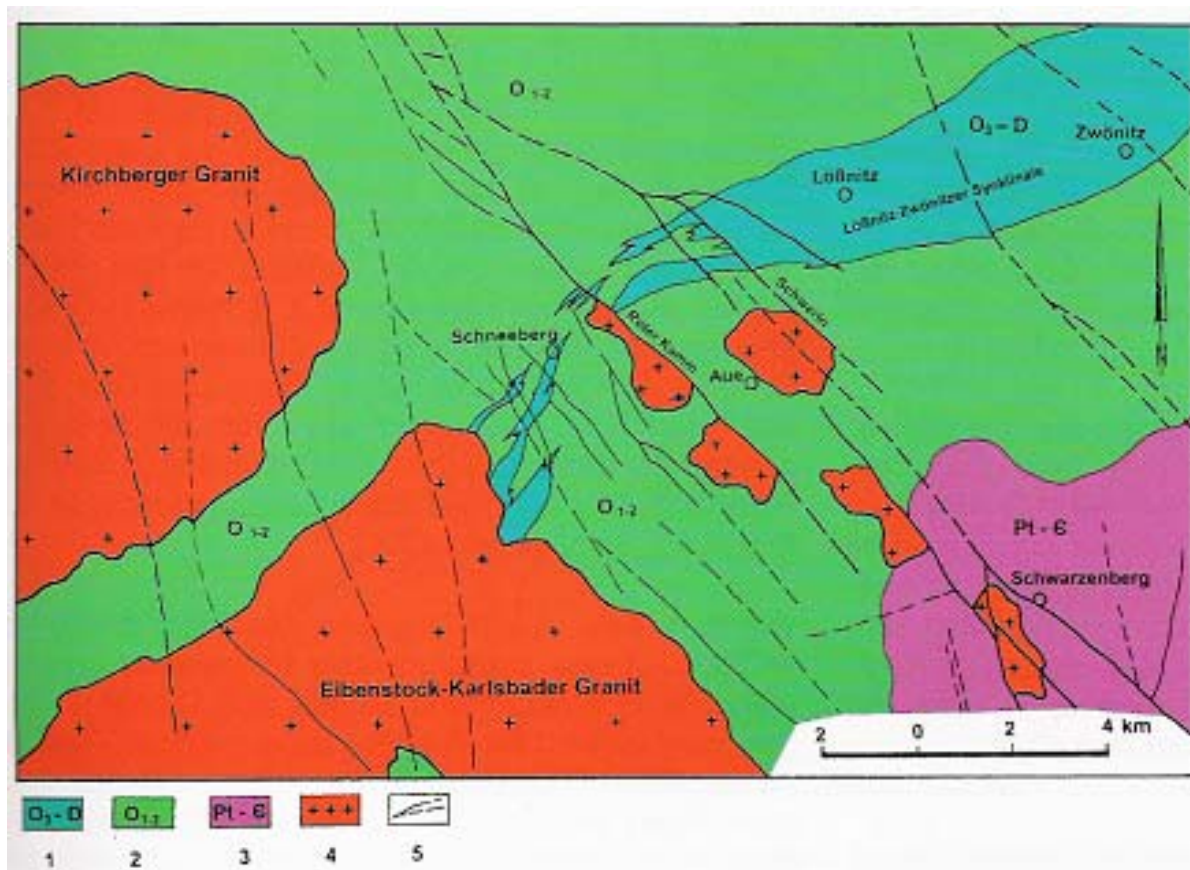 O 1-2
O₃ – D
Zwönitz
Kirchberger Granit
Lößnitz
Lößnitz Zwönitzer Synklinale
Schwerin
Schneeberg
Roter Kamm
Aue
N
O 1-2
O 1-2
Pt - Є
Schwarzenberg
Eibenstock-Karlsbader Granit
2 0 2 4 km
O₃ - D O₁₋₂ Pt - Є
1 2 3 4 5